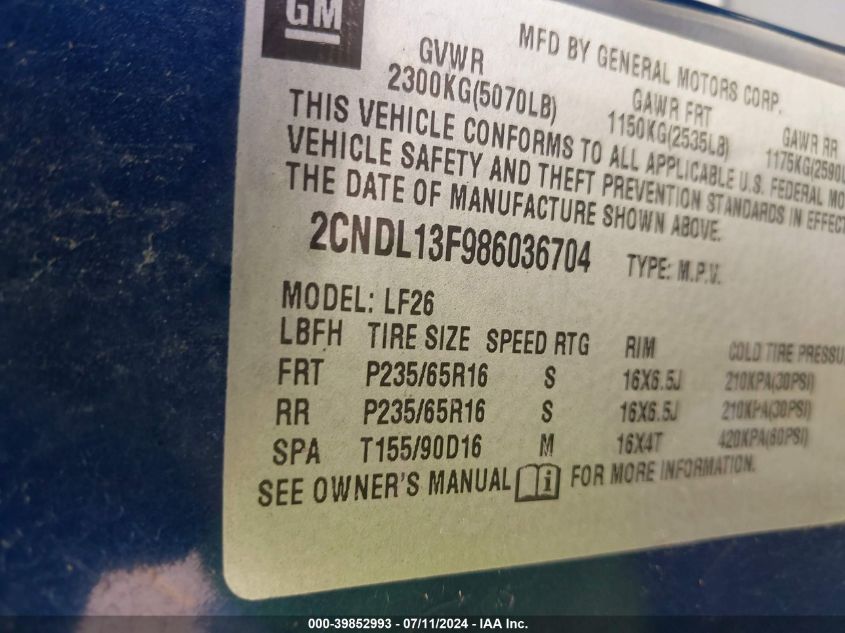 GM
MFD BY GENERAL MOTORS CORP.
GVWR GAWR FRT GAWR RR
2300KG(5070LB) 1150KG(2535LB) 1175KG(2590L
THIS VEHICLE CONFORMS TO ALL APPLICABLE U.S. FEDERAL MO
VEHICLE SAFETY AND THEFT PREVENTION STANDARDS IN EFFECT
THE DATE OF MANUFACTURE SHOWN ABOVE.
2CNDL13F986036704 TYPE: M.P.V.
MODEL: LF26
LBFH TIRE SIZE SPEED RTG RIM COLD TIRE PRESSU
FRT P235/65R16 S 16X6.5J 210KPA(30PSI)
RR P235/65R16 S 16X6.5J 210KPA(30PSI)
SPA T155/90D16 M 16X4T 420KPA(60PSI)
SEE OWNER'S MANUAL i FOR MORE INFORMATION.
000-39852993 - 07/11/2024 - IAA Inc.